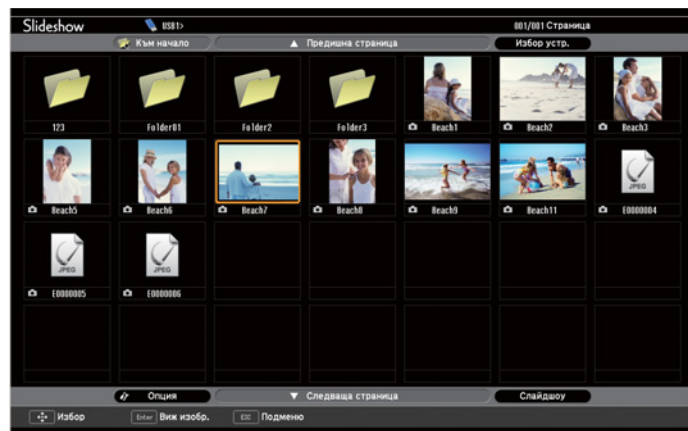 Slideshow USB1> 001/001 Страница
Към начало ▲ Предишна страница Избор устр.
123 Folder01 Folder2 Folder3 Beach1 Beach2 Beach3
JPEG
Beach5 Beach6 Beach7 Beach8 Beach9 Beach11 E0000004
JPEG JPEG
E0000005 E0000006
Опция ▼ Следваща страница Слайдшоу
Избор Enter Виж изобр. ESC Подменю